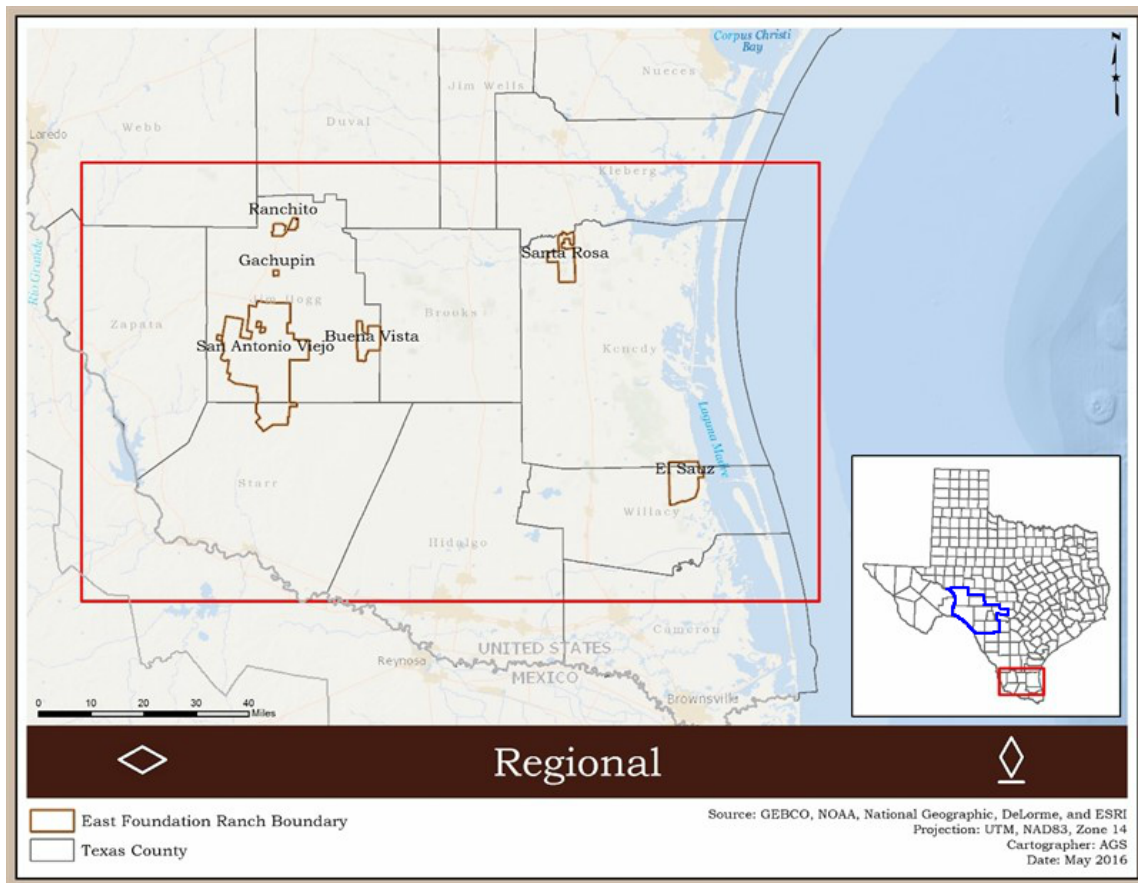 Corpus Christi
Bay
Nueces
Jim Wells
Duval
Webb
Laredo
Kleberg
Ranchito
Santa Rosa
Gachupin
Rio Grande
Jim Hogg
Brooks
Zapata
Buena Vista
San Antonio Viejo
Kenedy
Laguna Madre
El Sauz
Starr
Willacy
Hidalgo
Cameron
UNITED STATES
Reynosa
MEXICO
Brownsville
N
0 10 20 30 40
Miles
Regional
East Foundation Ranch Boundary
Texas County
Source: GEBCO, NOAA, National Geographic, DeLorme, and ESRI
Projection: UTM, NAD83, Zone 14
Cartographer: AGS
Date: May 2016